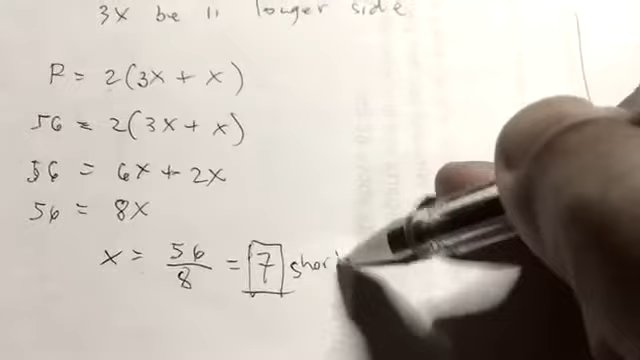 3x be " longer side
P = 2(3x + x)
56 = 2(3x + x)
56 = 6x + 2x
56 = 8x
x = 56/8 = 7